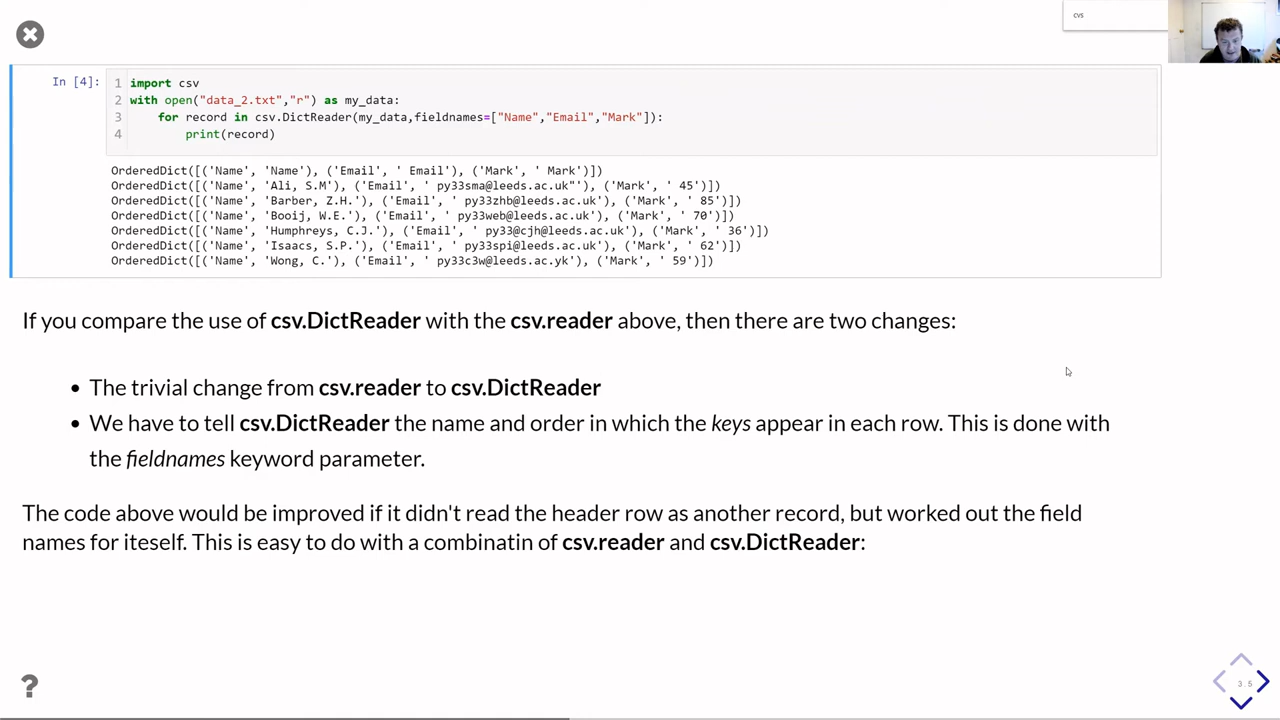 cvs
In [4]:
1 import csv
2 with open("data_2.txt","r") as my_data:
3     for record in csv.DictReader(my_data,fieldnames=["Name","Email","Mark"]):
4         print(record)
OrderedDict([('Name', 'Name'), ('Email', ' Email'), ('Mark', ' Mark')])
OrderedDict([('Name', 'Ali, S.M'), ('Email', ' py33sma@leeds.ac.uk"'), ('Mark', ' 45')])
OrderedDict([('Name', 'Barber, Z.H.'), ('Email', ' py33zhb@leeds.ac.uk'), ('Mark', ' 85')])
OrderedDict([('Name', 'Booij, W.E.'), ('Email', ' py33web@leeds.ac.uk'), ('Mark', ' 70')])
OrderedDict([('Name', 'Humphreys, C.J.'), ('Email', ' py33@cjh@leeds.ac.uk'), ('Mark', ' 36')])
OrderedDict([('Name', 'Isaacs, S.P.'), ('Email', ' py33spi@leeds.ac.uk'), ('Mark', ' 62')])
OrderedDict([('Name', 'Wong, C.'), ('Email', ' py33c3w@leeds.ac.yk'), ('Mark', ' 59')])
If you compare the use of csv.DictReader with the csv.reader above, then there are two changes:
• The trivial change from csv.reader to csv.DictReader
• We have to tell csv.DictReader the name and order in which the keys appear in each row. This is done with
the fieldnames keyword parameter.
The code above would be improved if it didn't read the header row as another record, but worked out the field
names for iteself. This is easy to do with a combinatin of csv.reader and csv.DictReader:
?
3.5